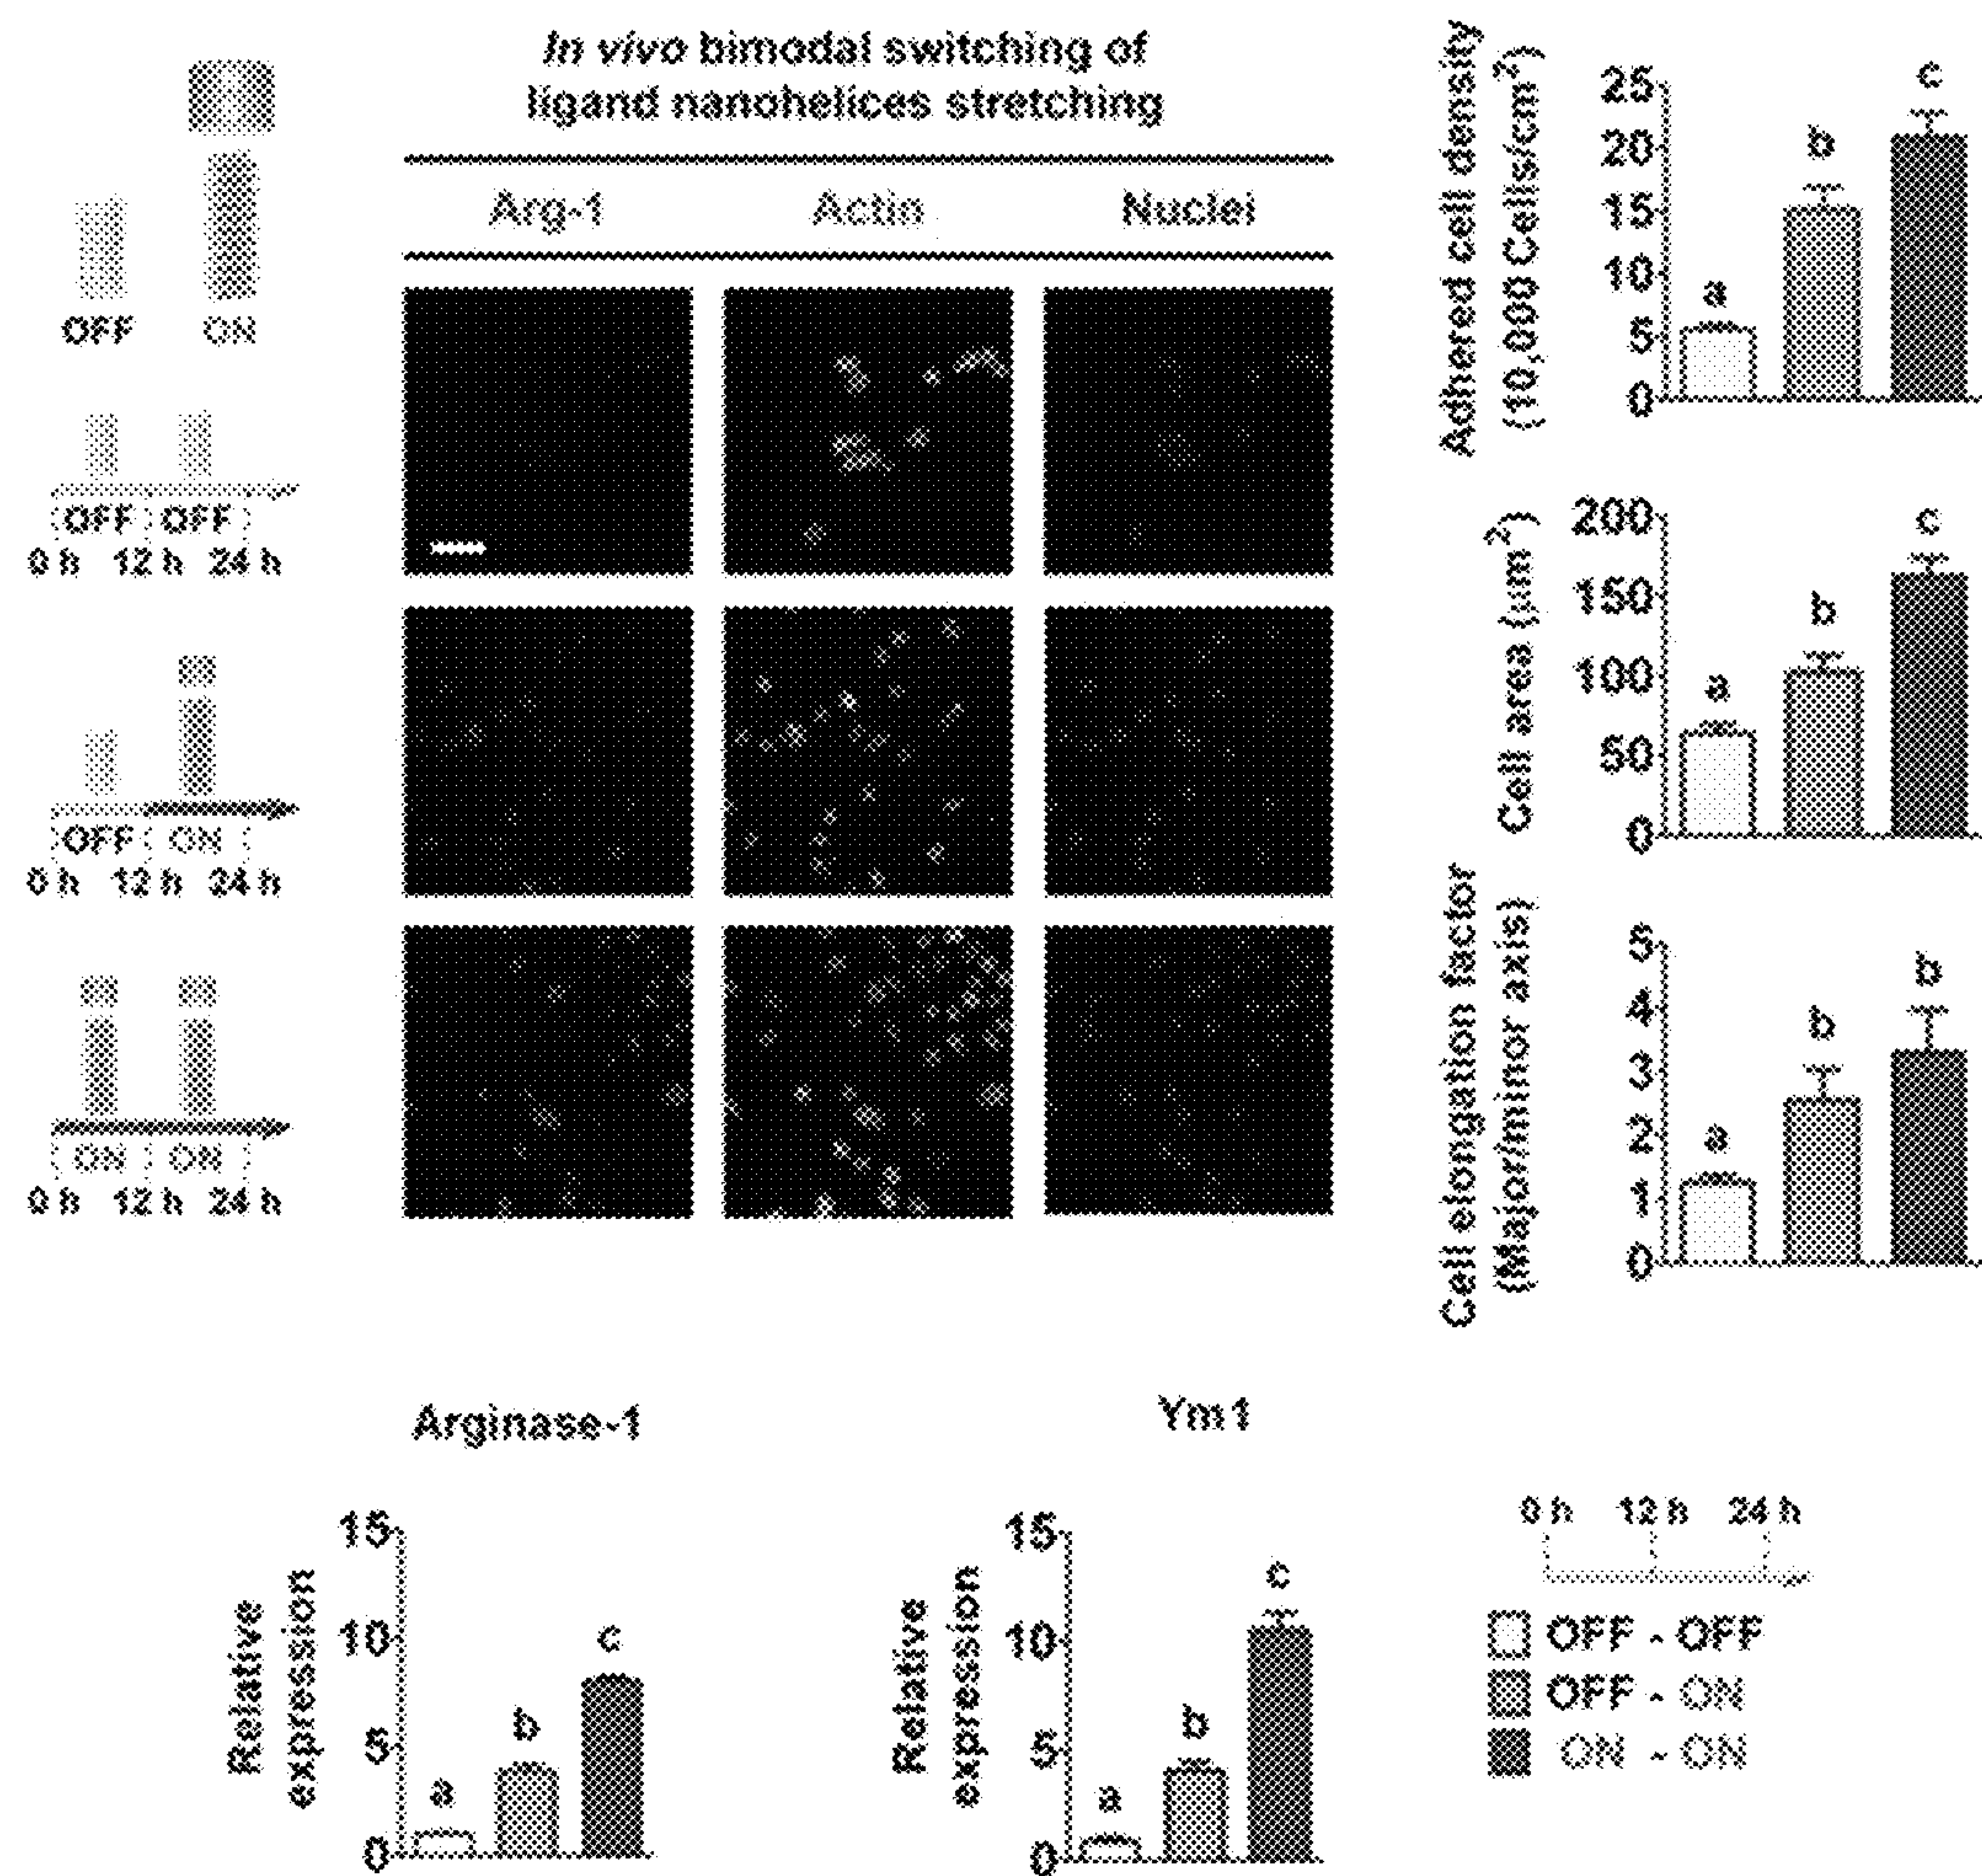 In vivo bimodal switching of
ligand nanohelices stretching
Arg-1 Actin Nuclei
OFF ON
OFF OFF
0 h 12 h 24 h
OFF ON
0 h 12 h 24 h
ON ON
0 h 12 h 24 h
Adhered cell density
(10,000 Cells/cm²)
25
20
15
10
5
0
a b c
Cell area (μm²)
200
150
100
50
0
a b c
Cell elongation factor
(Major/minor axis)
5
4
3
2
1
0
a b b
Arginase-1
Relative
expression
15
10
5
0
a b c
Ym1
Relative
expression
15
10
5
0
a b c
0 h 12 h 24 h
OFF - OFF
OFF - ON
ON - ON